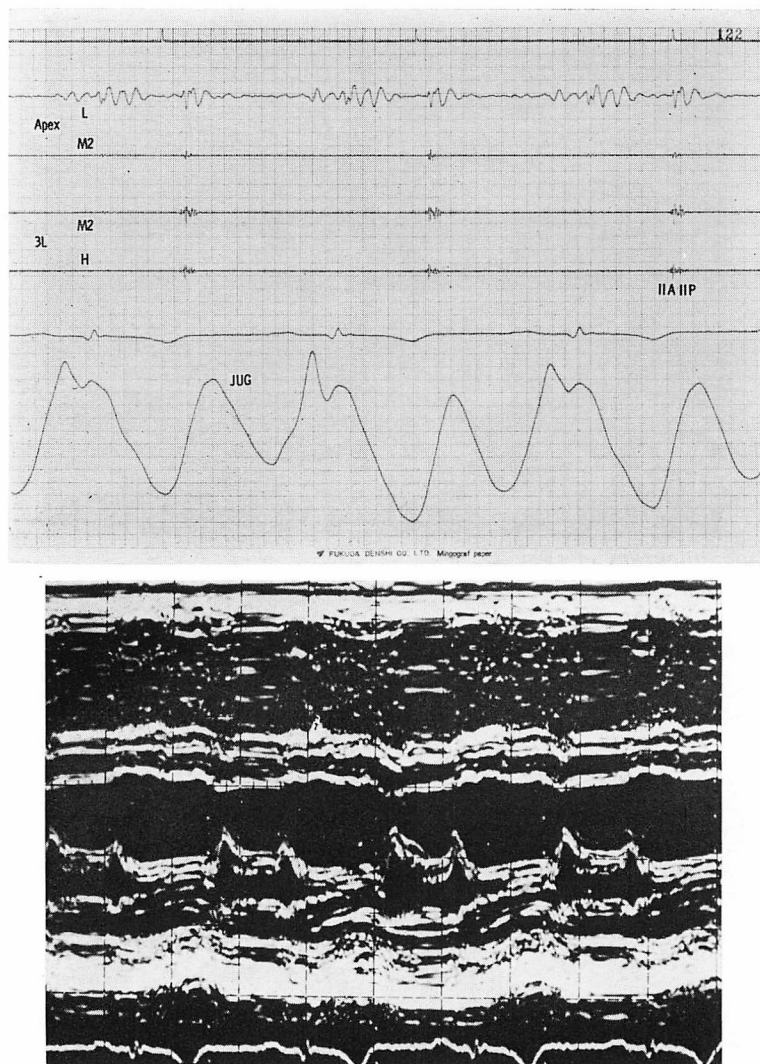 122
L
Apex
M2
M2
3L
H
IIA IIP
JUG
FUKUDA DENSHI CO. LTD. Mingograf paper